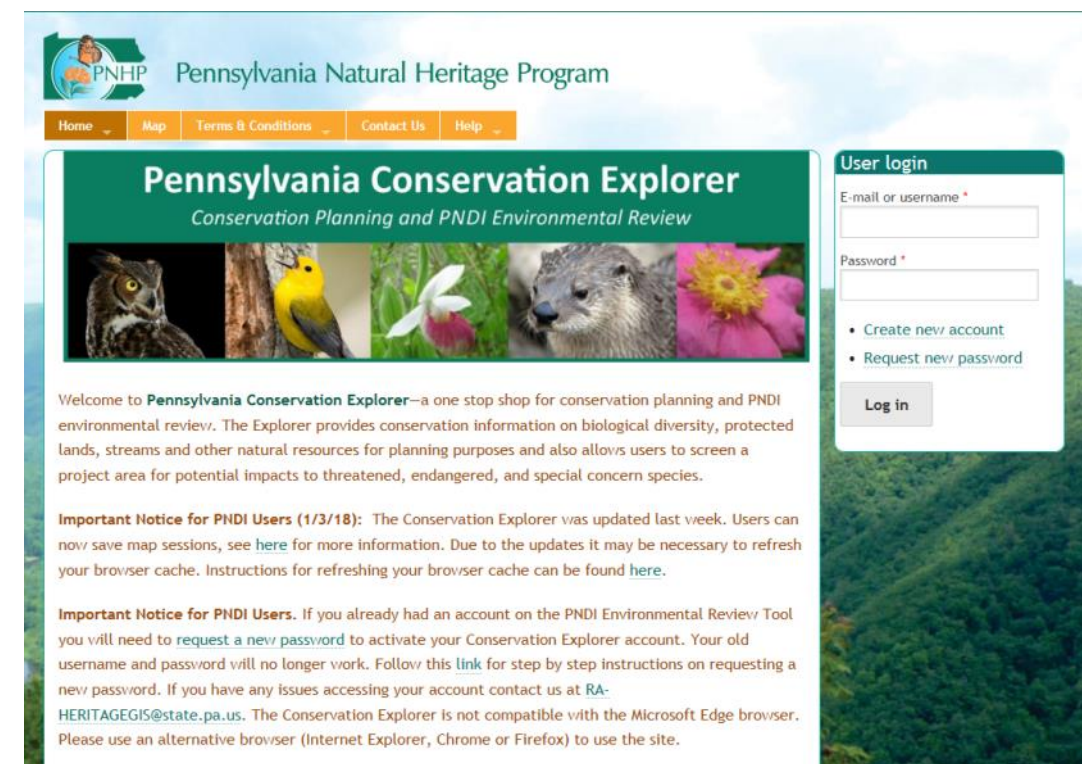 PNHP
Pennsylvania Natural Heritage Program
Home Map Terms & Conditions Contact Us Help
Pennsylvania Conservation Explorer
Conservation Planning and PNDI Environmental Review
Welcome to Pennsylvania Conservation Explorer—a one stop shop for conservation planning and PNDI
environmental review. The Explorer provides conservation information on biological diversity, protected
lands, streams and other natural resources for planning purposes and also allows users to screen a
project area for potential impacts to threatened, endangered, and special concern species.
Important Notice for PNDI Users (1/3/18): The Conservation Explorer was updated last week. Users can
now save map sessions, see here for more information. Due to the updates it may be necessary to refresh
your browser cache. Instructions for refreshing your browser cache can be found here.
Important Notice for PNDI Users. If you already had an account on the PNDI Environmental Review Tool
you will need to request a new password to activate your Conservation Explorer account. Your old
username and password will no longer work. Follow this link for step by step instructions on requesting a
new password. If you have any issues accessing your account contact us at RA-
HERITAGEGIS@state.pa.us. The Conservation Explorer is not compatible with the Microsoft Edge browser.
Please use an alternative browser (Internet Explorer, Chrome or Firefox) to use the site.
User login
E-mail or username *
Password *
• Create new account
• Request new password
Log in